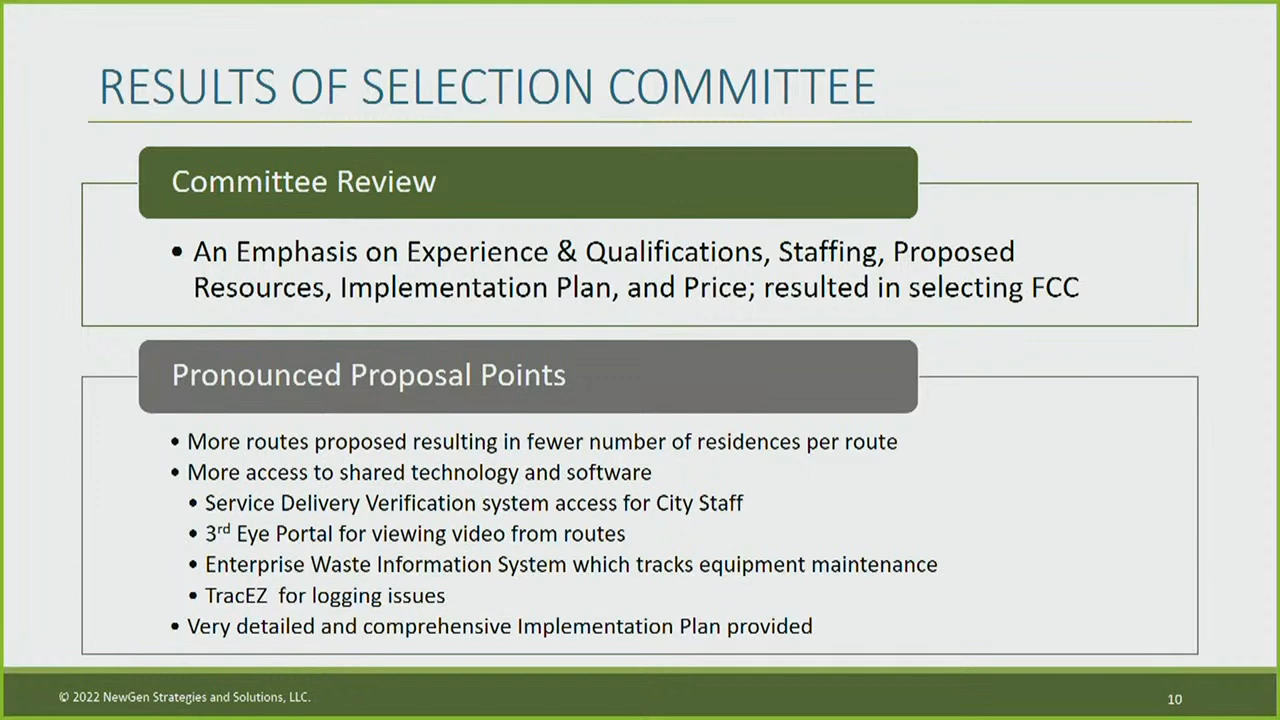 RESULTS OF SELECTION COMMITTEE
Committee Review
• An Emphasis on Experience & Qualifications, Staffing, Proposed
Resources, Implementation Plan, and Price; resulted in selecting FCC
Pronounced Proposal Points
• More routes proposed resulting in fewer number of residences per route
• More access to shared technology and software
• Service Delivery Verification system access for City Staff
• 3rd Eye Portal for viewing video from routes
• Enterprise Waste Information System which tracks equipment maintenance
• TracEZ for logging issues
• Very detailed and comprehensive Implementation Plan provided
© 2022 NewGen Strategies and Solutions, LLC.
10